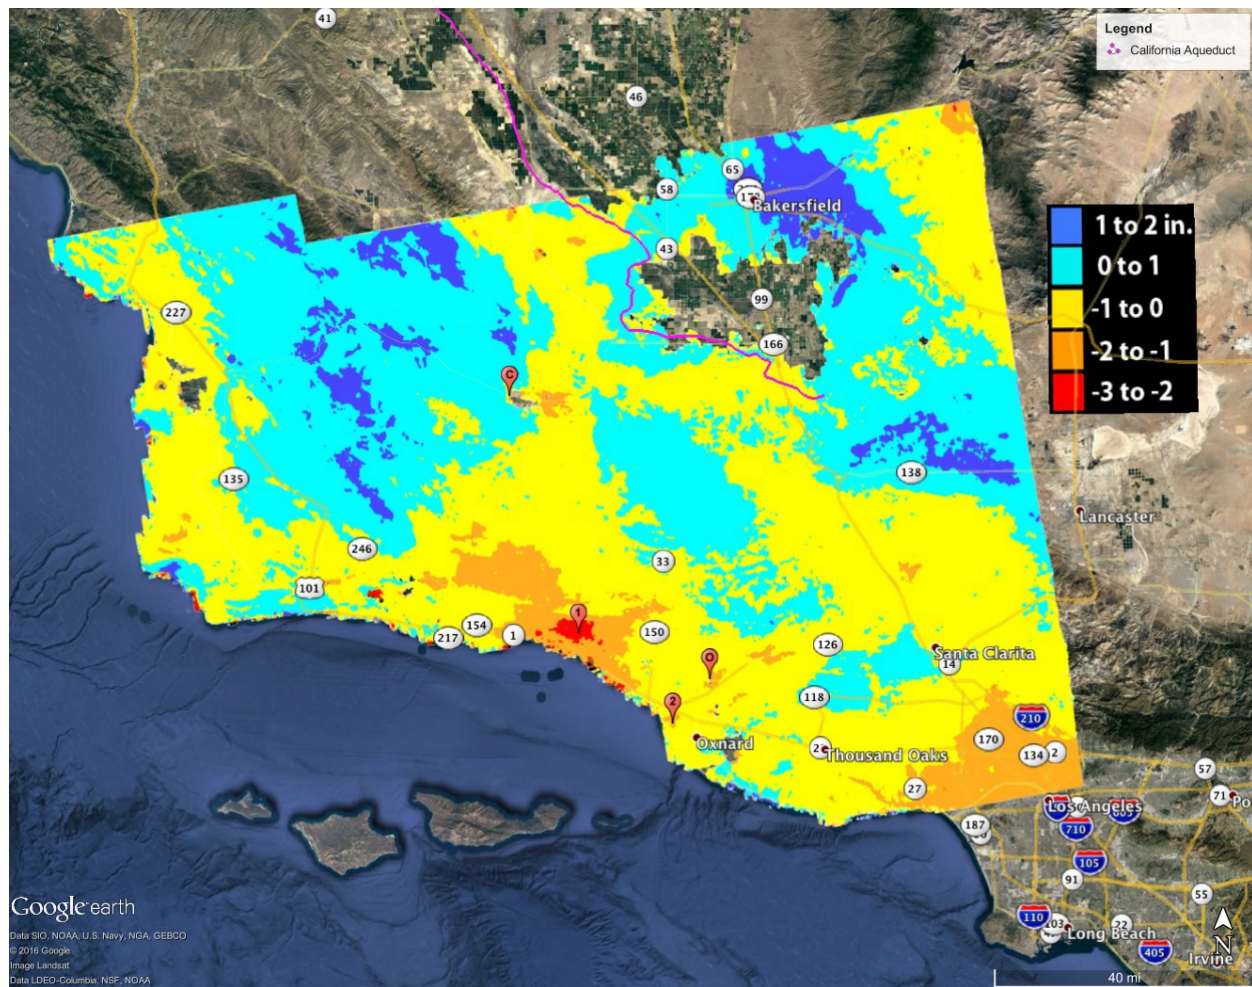 Legend
California Aqueduct
41
46
65
58
Bakersfield
43
99
166
227
C
1 to 2 in.
0 to 1
-1 to 0
-2 to -1
-3 to -2
135
138
Lancaster
246
33
101
1
154
217
1
150
126
Santa Clarita
14
O
118
2
210
Oxnard
170
134
2
Thousand Oaks
57
27
71
Los Angeles
187
710
105
91
55
110
Long Beach
22
405
Irvine
Google earth
Data SIO, NOAA, U.S. Navy, NGA, GEBCO
© 2016 Google
Image Landsat
Data LDEO-Columbia, NSF, NOAA
N
40 mi